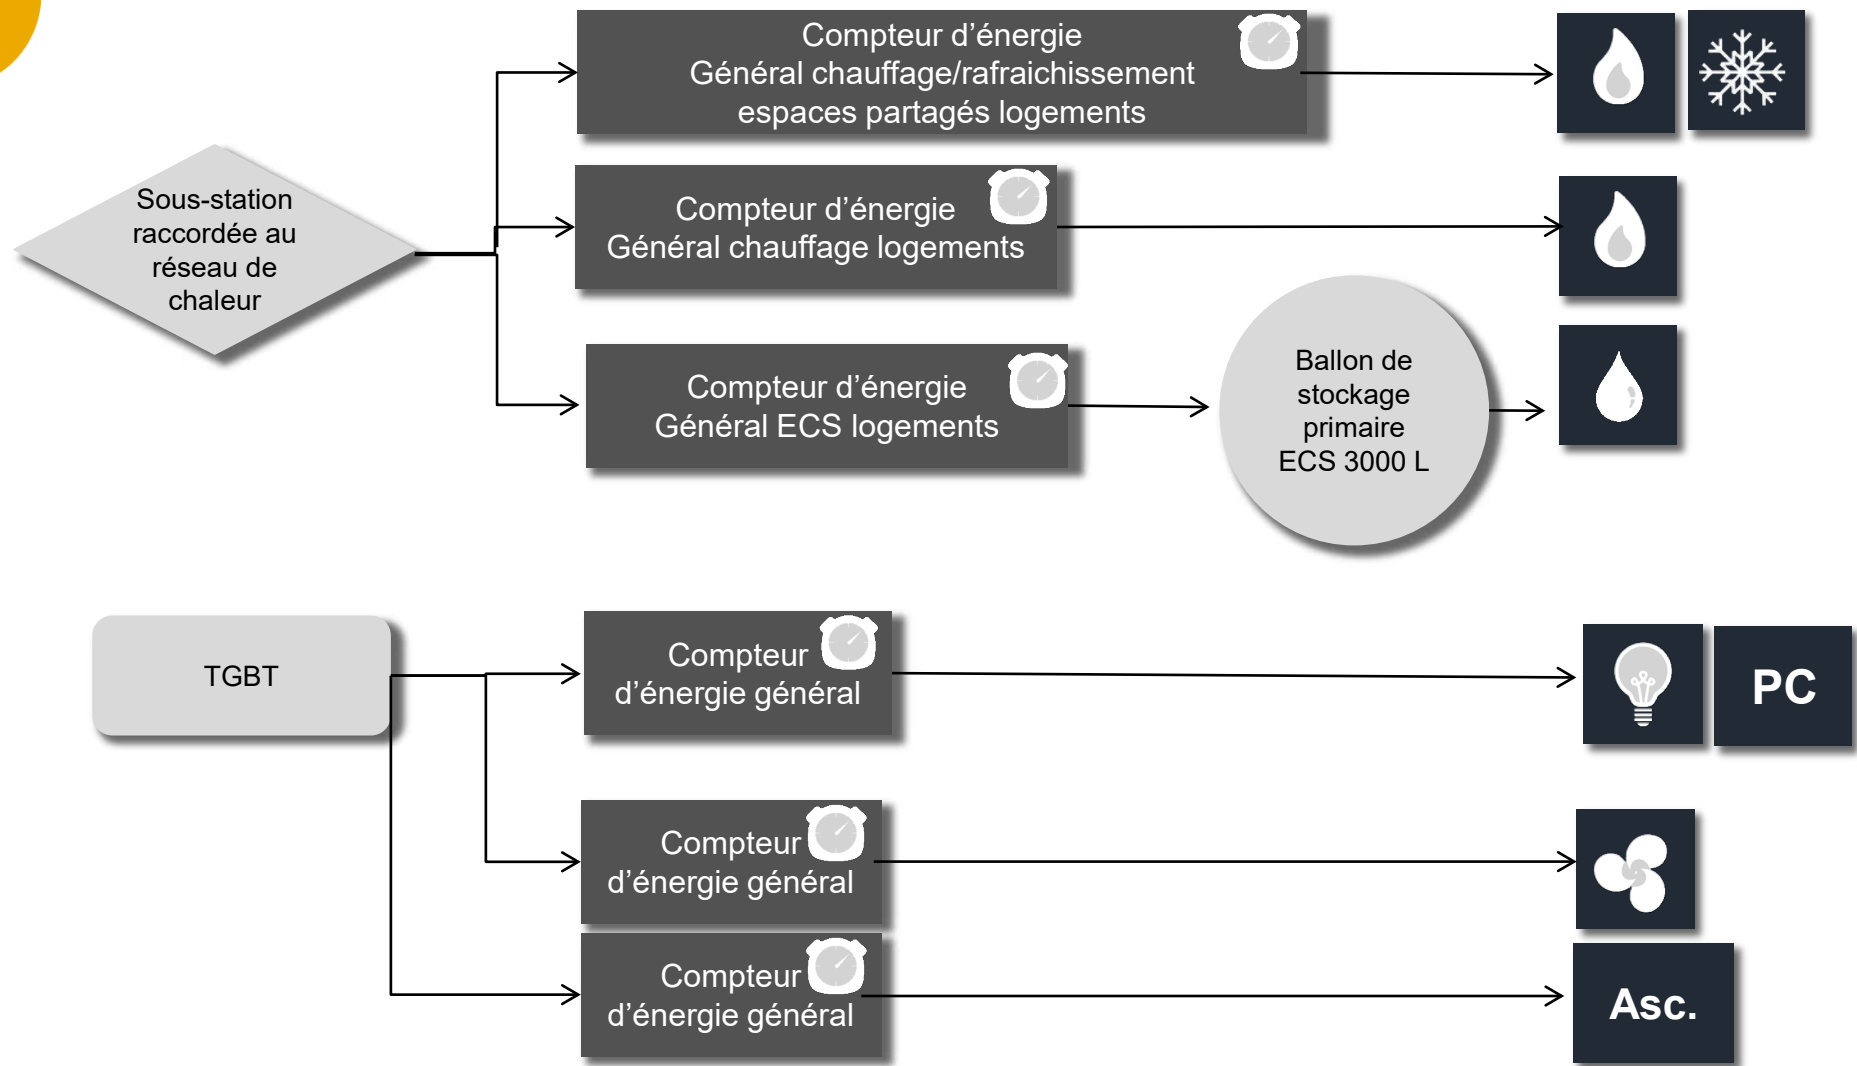 Compteur d’énergie
Général chauffage/rafraichissement
espaces partagés logements
Sous-station
raccordée au
réseau de
chaleur
Compteur d’énergie
Général chauffage logements
Compteur d’énergie
Général ECS logements
Ballon de
stockage
primaire
ECS 3000 L
TGBT
Compteur
d’énergie général
PC
Compteur
d’énergie général
Compteur
d’énergie général
Asc.